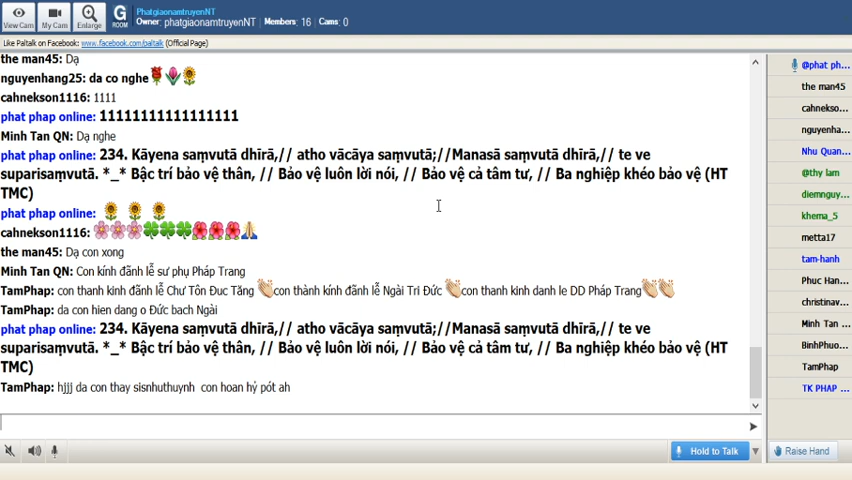 PhatgiaonamtruyenNT
Owner: phatgiaonamtruyenNT Members: 16 Cams: 0
View Cam My Cam Enlarge G ROOM
Like Paltalk on Facebook: www.facebook.com/paltalk (Official Page)
the man45: Dạ
nguyenhang25: da co nghe
cahnekson1116: 1111
phat phap online: 11111111111111111
Minh Tan QN: Dạ nghe
phat phap online: 234. Kāyena saṃvutā dhīrā,// atho vācāya saṃvutā;//Manasā saṃvutā dhīrā,// te ve
suparisaṃvutā. *_* Bậc trí bảo vệ thân, // Bảo vệ luôn lời nói, // Bảo vệ cả tâm tư, // Ba nghiệp khéo bảo vệ (HT
TMC)
phat phap online:
cahnekson1116:
the man45: Dạ con xong
Minh Tan QN: Con kính đãnh lễ sư phụ Pháp Trang
TamPhap: con thanh kinh đãnh lễ Chư Tôn Đuc Tăng con thành kính đãnh lễ Ngài Tri Đức con thanh kinh danh le DD Pháp Trang
TamPhap: da con hien dang o Đức bach Ngài
phat phap online: 234. Kāyena saṃvutā dhīrā,// atho vācāya saṃvutā;//Manasā saṃvutā dhīrā,// te ve
suparisaṃvutā. *_* Bậc trí bảo vệ thân, // Bảo vệ luôn lời nói, // Bảo vệ cả tâm tư, // Ba nghiệp khéo bảo vệ (HT
TMC)
TamPhap: hjjj da con thay sisnhuthuynh con hoan hỷ pót ah
Hold to Talk
Raise Hand
@phat ph...
the man45
cahnekso...
nguyenha...
Nhu Quan...
@thy lam
diemnguy...
khema_5
metta17
tam-hanh
Phuc Han...
christinav...
Minh Tan ...
BinhPhuo...
TamPhap
TK PHAP ...